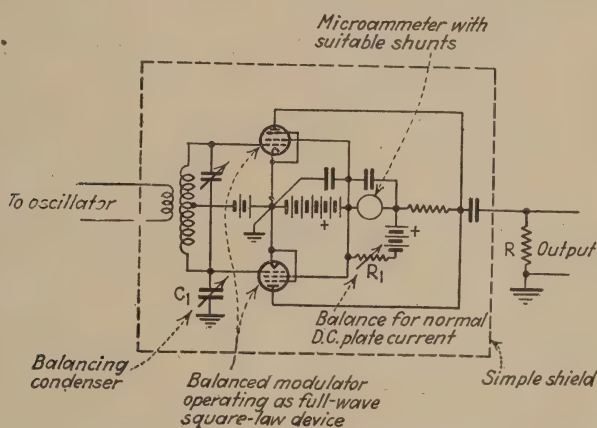 Microammeter with
suitable shunts
To oscillator
+
+
R1
R
Output
C1
Balance for normal
D.C. plate current
Balancing
condenser
Balanced modulator
operating as full-wave
square-law device
Simple shield